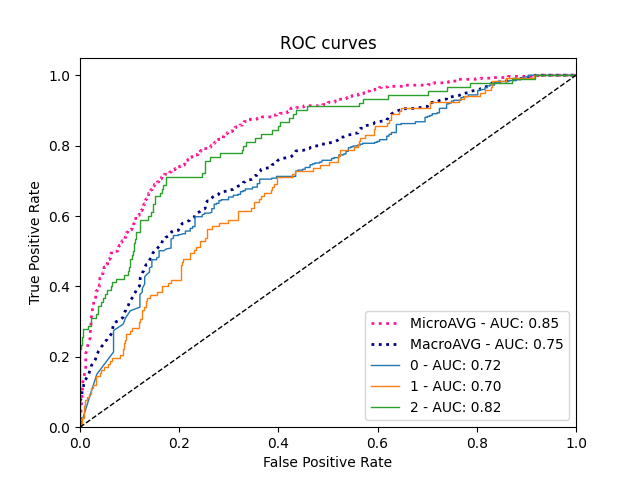 ROC curves
True Positive Rate
1.0
0.8
0.6
0.4
0.2
0.0
MicroAVG - AUC: 0.85
MacroAVG - AUC: 0.75
0 - AUC: 0.72
1 - AUC: 0.70
2 - AUC: 0.82
0.0 0.2 0.4 0.6 0.8 1.0
False Positive Rate